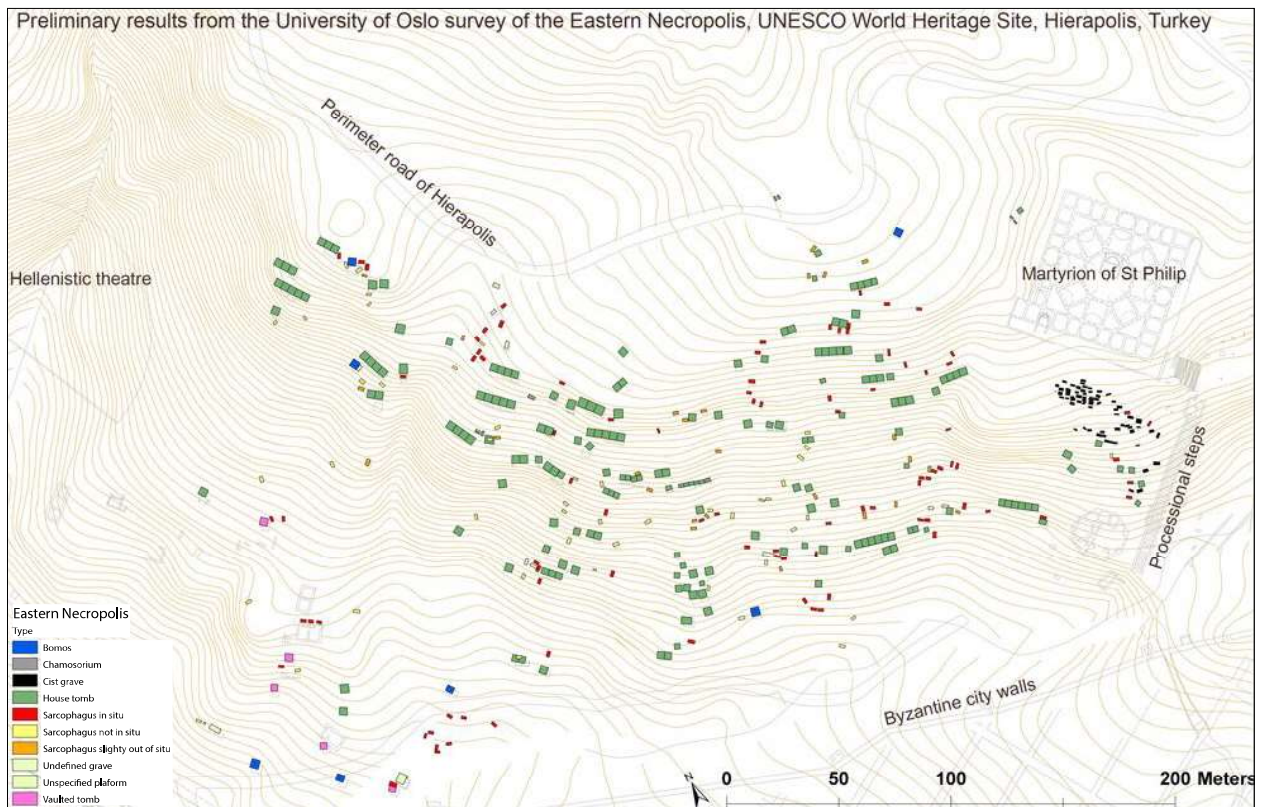 Preliminary results from the University of Oslo survey of the Eastern Necropolis, UNESCO World Heritage Site, Hierapolis, Turkey
Perimeter road of Hierapolis
Hellenistic theatre
Martyrion of St Philip
Processional steps
Byzantine city walls
Eastern Necropolis
Type
Bomos
Chamosorium
Cist grave
House tomb
Sarcophagus in situ
Sarcophagus not in situ
Sarcophagus slighty out of situ
Undefined grave
Unspecified plaform
Vaulted tomb
N
0 50 100 200 Meters